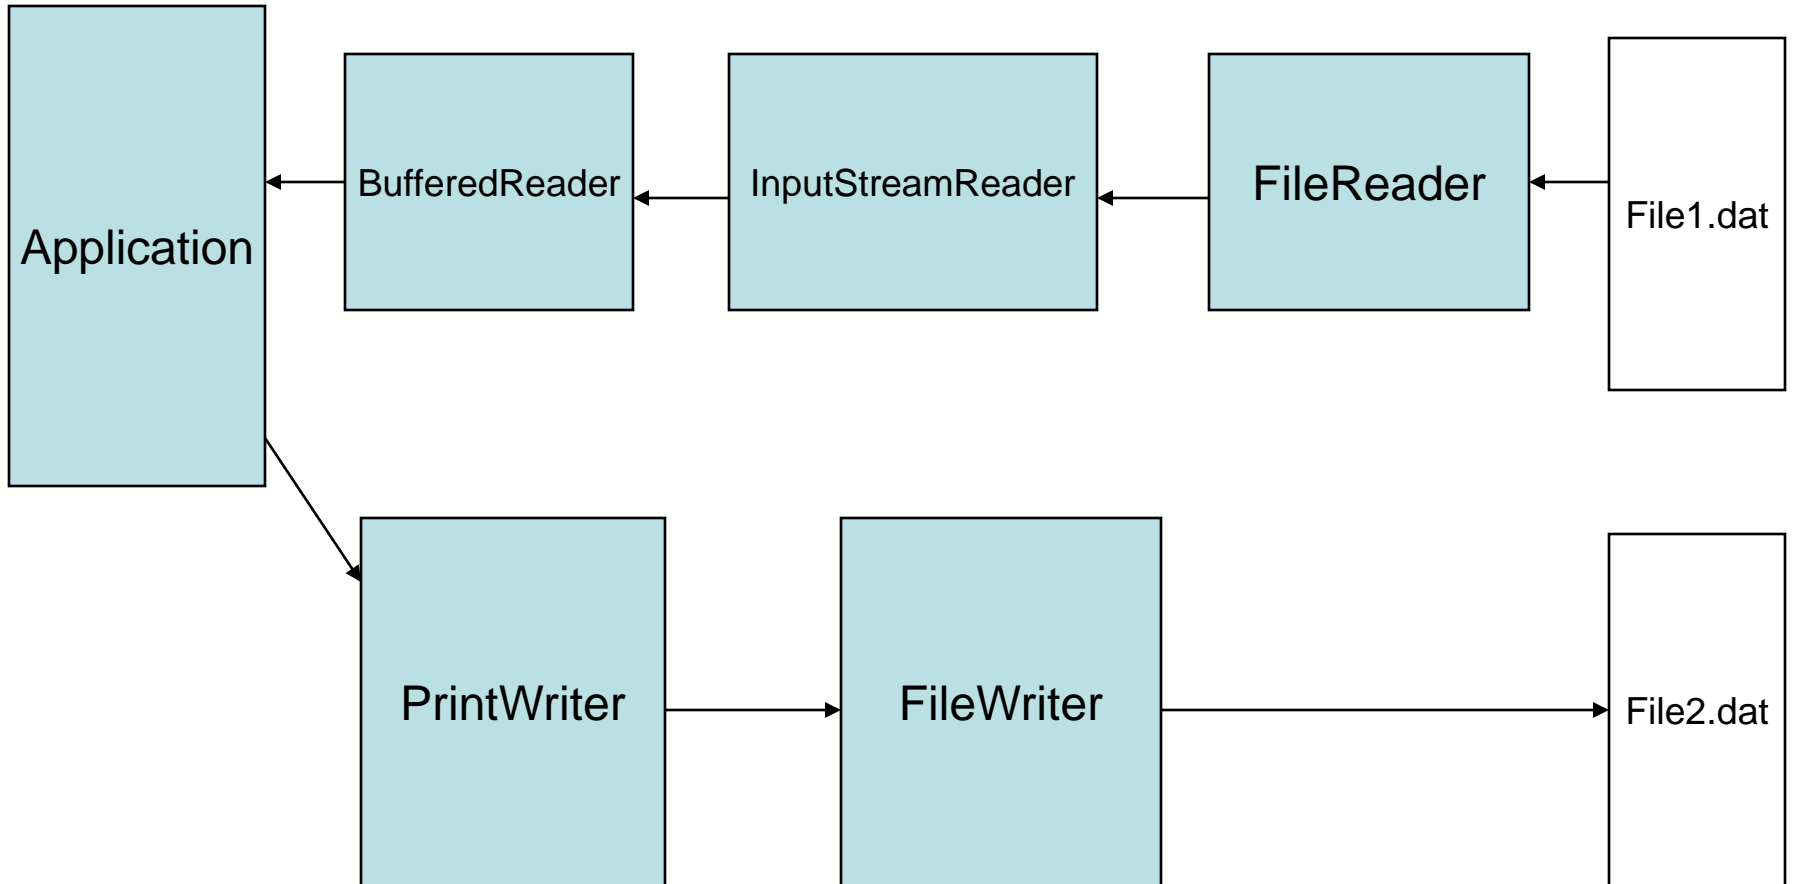 Application
BufferedReader
InputStreamReader
FileReader
File1.dat
PrintWriter
FileWriter
File2.dat